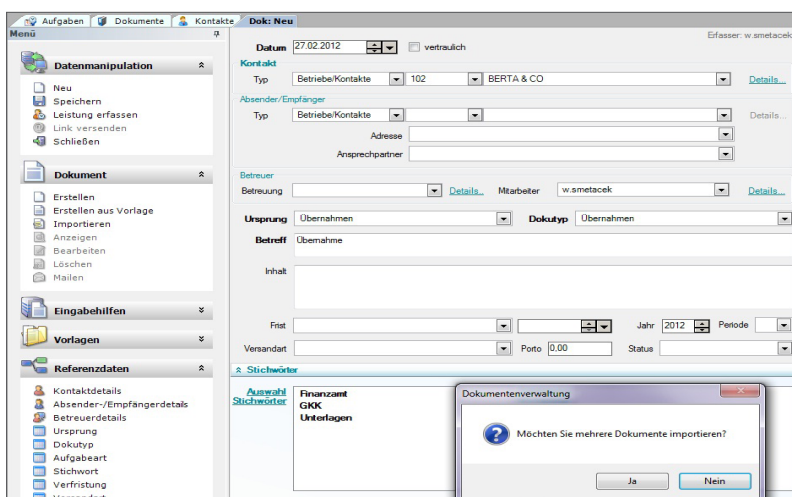 Aufgaben Dokumente Kontakte Dok: Neu
Menü
Erfasser: w.smetacek
Datum 27.02.2012 vertraulich
Kontakt
Typ Betriebe/Kontakte 102 BERTA & CO Details...
Absender/Empfänger
Typ Betriebe/Kontakte Details...
Adresse
Ansprechpartner
Betreuer
Betreuung Details... Mitarbeiter w.smetacek Details...
Ursprung Übernahmen Dokutyp Übernahmen
Betreff Übernahme
Inhalt
Frist Jahr 2012 Periode
Versandart Porto 0,00 Status
Stichwörter
Auswahl
Stichwörter
Finanzamt
GKK
Unterlagen
Datenmanipulation
Neu
Speichern
Leistung erfassen
Link versenden
Schließen
Dokument
Erstellen
Erstellen aus Vorlage
Importieren
Anzeigen
Bearbeiten
Löschen
Mailen
Eingabehilfen
Vorlagen
Referenzdaten
Kontaktdetails
Absender-/Empfängerdetails
Betreuerdetails
Ursprung
Dokutyp
Aufgabeart
Stichwort
Verfristung
Dokumentenverwaltung
Möchten Sie mehrere Dokumente importieren?
Ja Nein